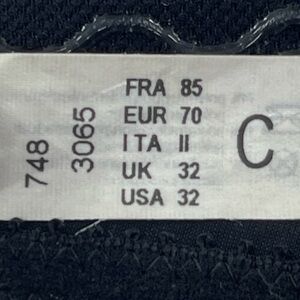 748
3065
FRA 85
EUR 70
ITA II
UK 32
USA 32
C